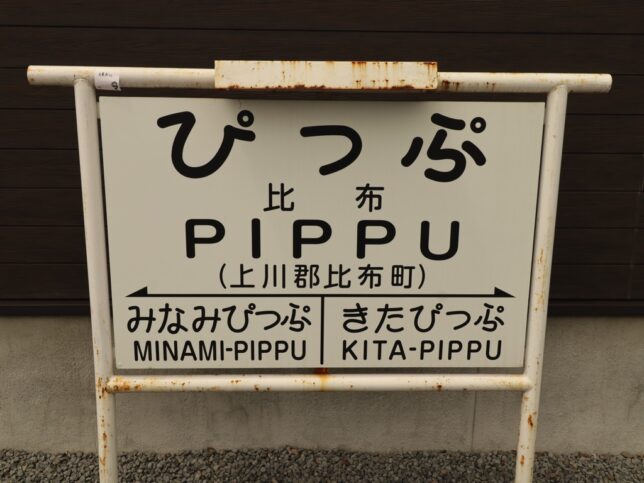 ぴっぷ
比布
PIPPU
(上川郡比布町)
みなみぴっぷ きたぴっぷ
MINAMI-PIPPU KITA-PIPPU